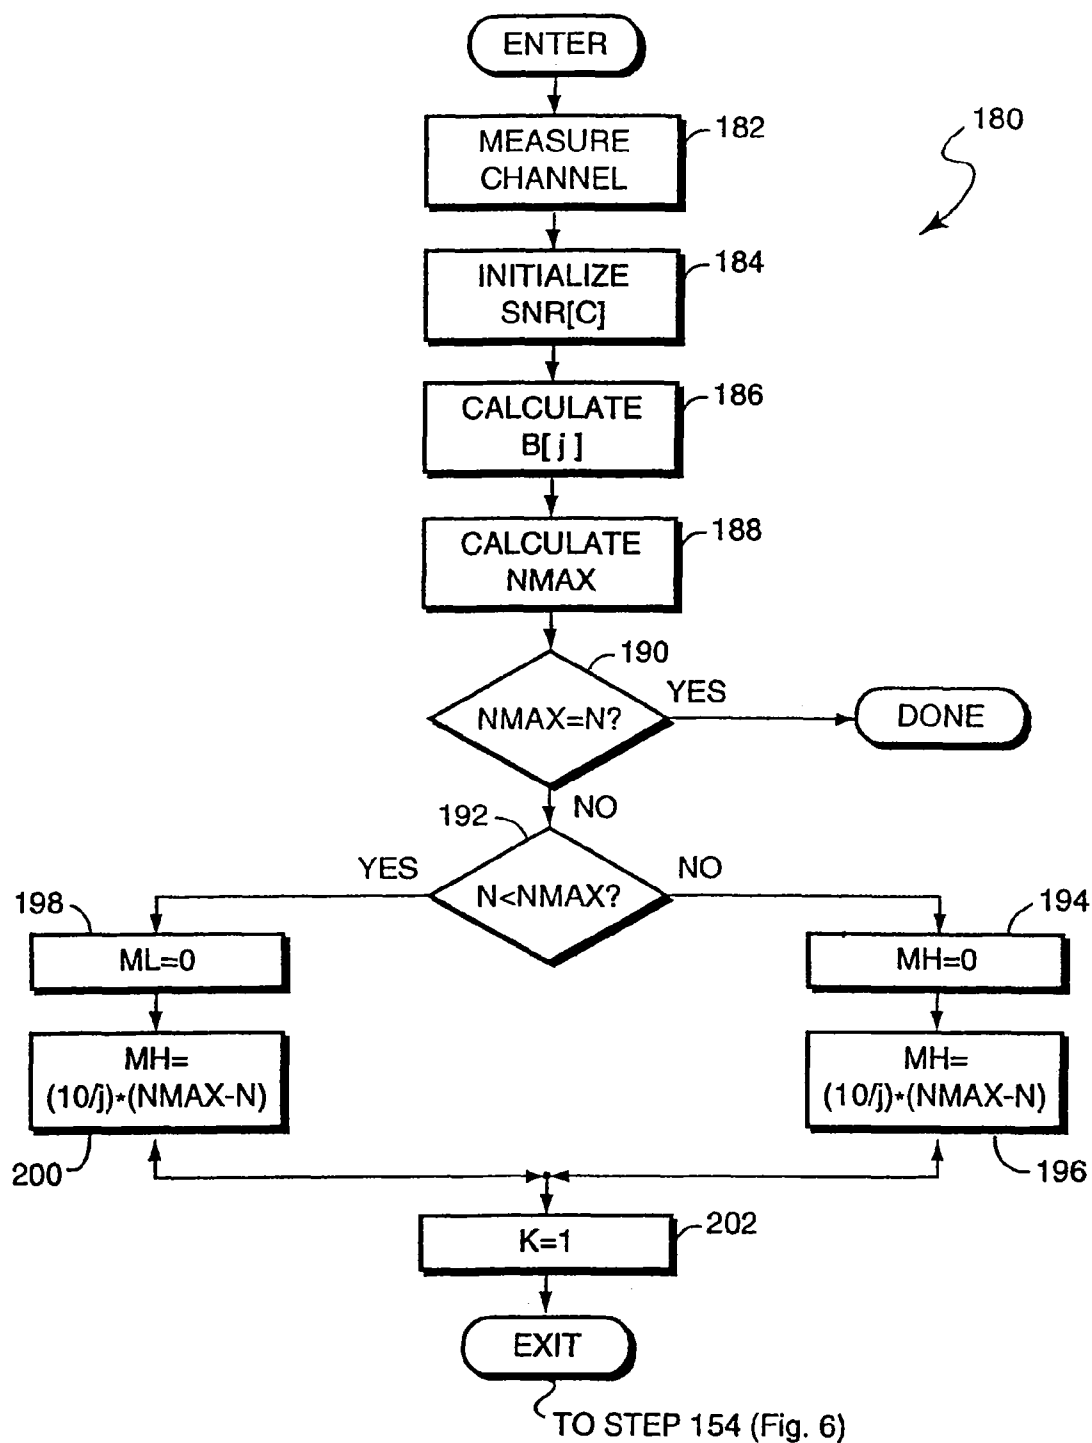 ENTER
MEASURE
CHANNEL
182
180
INITIALIZE
SNR[C]
184
CALCULATE
B[ j ]
186
CALCULATE
NMAX
188
190
NMAX=N?
YES
DONE
NO
192
N<NMAX?
YES
NO
198
ML=0
194
MH=0
MH=
(10/j)*(NMAX-N)
200
MH=
(10/j)*(NMAX-N)
196
K=1
202
EXIT
TO STEP 154 (Fig. 6)